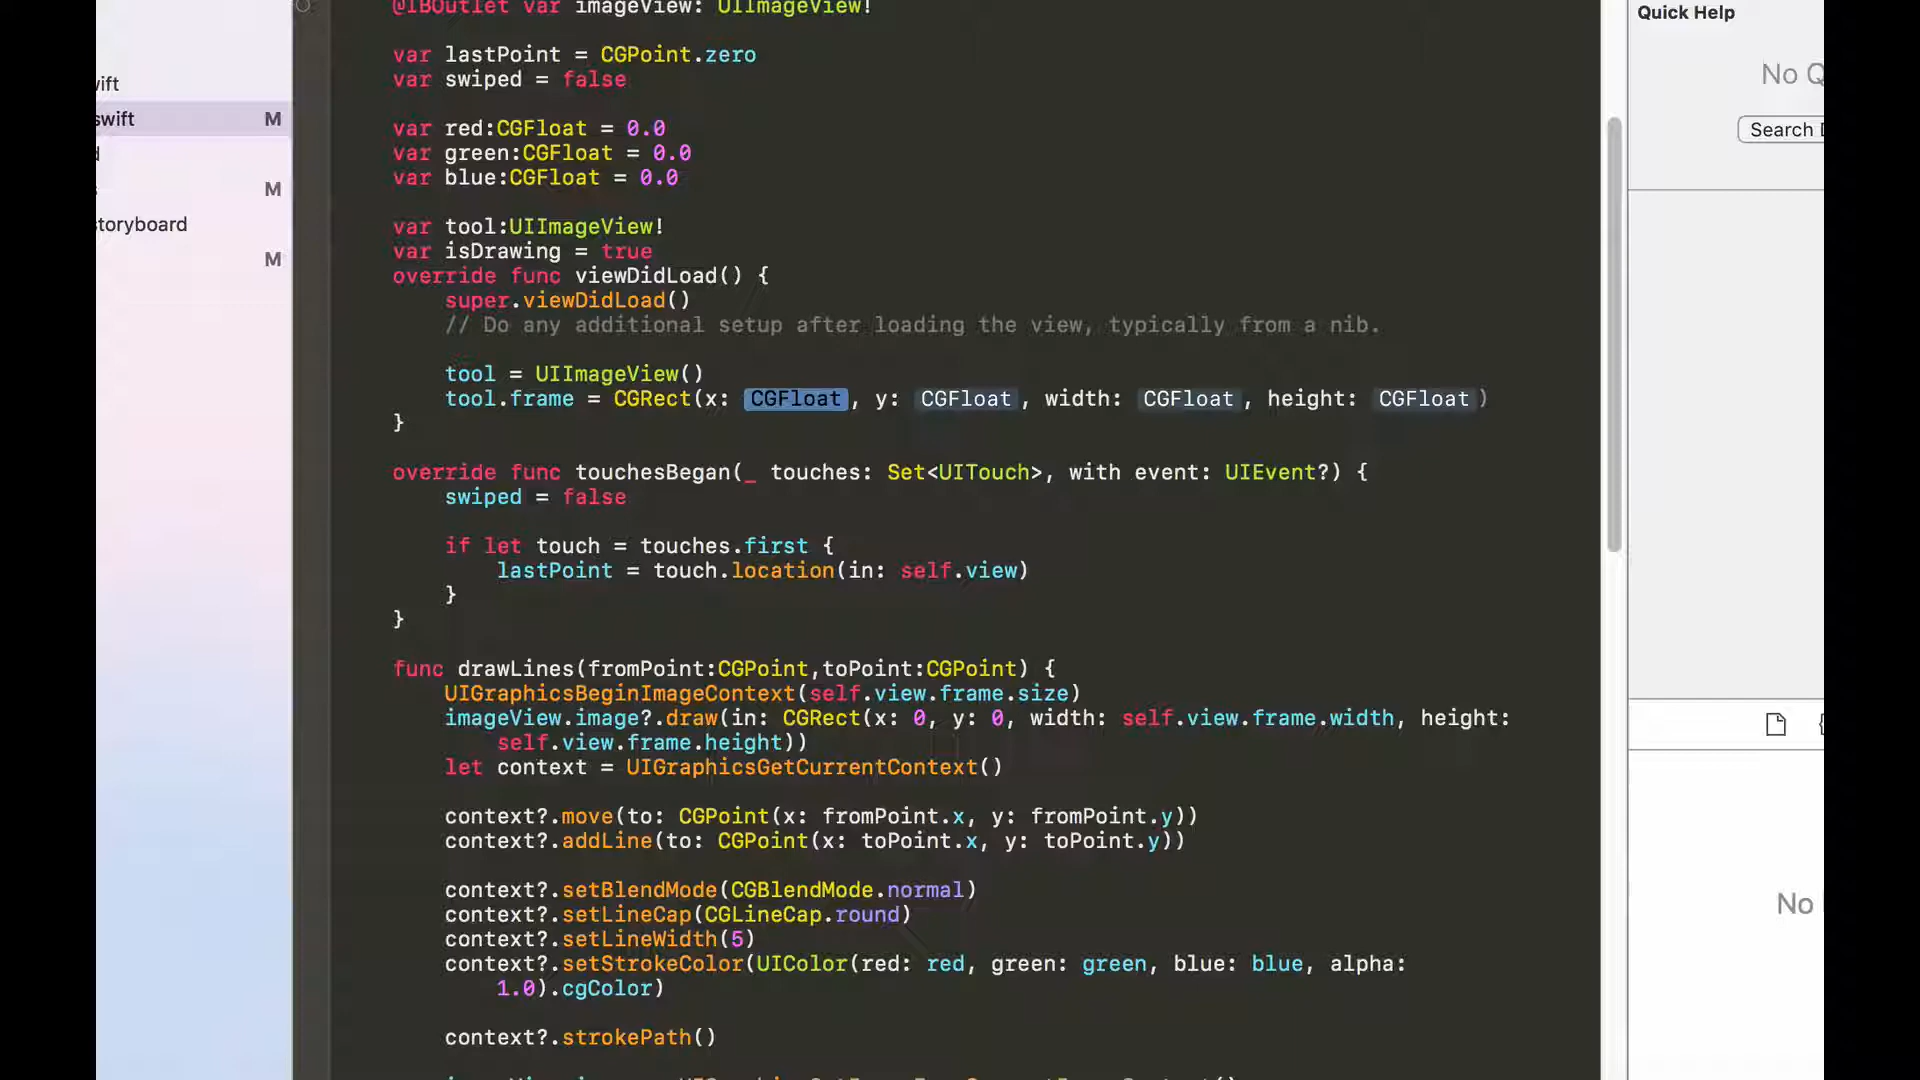 @IBOutlet var imageView: UIImageView!
var lastPoint = CGPoint.zero
var swiped = false
var red:CGFloat = 0.0
var green:CGFloat = 0.0
var blue:CGFloat = 0.0
var tool:UIImageView!
var isDrawing = true
override func viewDidLoad() {
super.viewDidLoad()
// Do any additional setup after loading the view, typically from a nib.
tool = UIImageView()
tool.frame = CGRect(x: CGFloat, y: CGFloat, width: CGFloat, height: CGFloat)
}
override func touchesBegan(_ touches: Set<UITouch>, with event: UIEvent?) {
swiped = false
if let touch = touches.first {
lastPoint = touch.location(in: self.view)
}
}
func drawLines(fromPoint:CGPoint,toPoint:CGPoint) {
UIGraphicsBeginImageContext(self.view.frame.size)
imageView.image?.draw(in: CGRect(x: 0, y: 0, width: self.view.frame.width, height:
self.view.frame.height))
let context = UIGraphicsGetCurrentContext()
context?.move(to: CGPoint(x: fromPoint.x, y: fromPoint.y))
context?.addLine(to: CGPoint(x: toPoint.x, y: toPoint.y))
context?.setBlendMode(CGBlendMode.normal)
context?.setLineCap(CGLineCap.round)
context?.setLineWidth(5)
context?.setStrokeColor(UIColor(red: red, green: green, blue: blue, alpha:
1.0).cgColor)
context?.strokePath()
swift
M
M
toryboard
M
Quick Help
No
Search
No